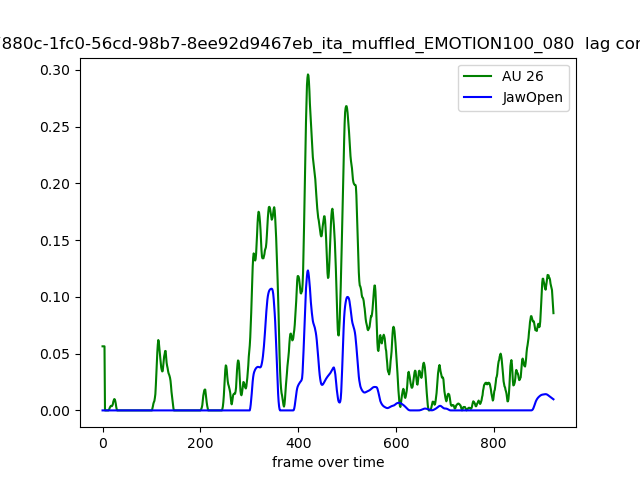 880c-1fc0-56cd-98b7-8ee92d9467eb_ita_muffled_EMOTION100_080 lag cor
0.30
AU 26
JawOpen
0.25
0.20
0.15
0.10
0.05
0.00
0 200 400 600 800
frame over time